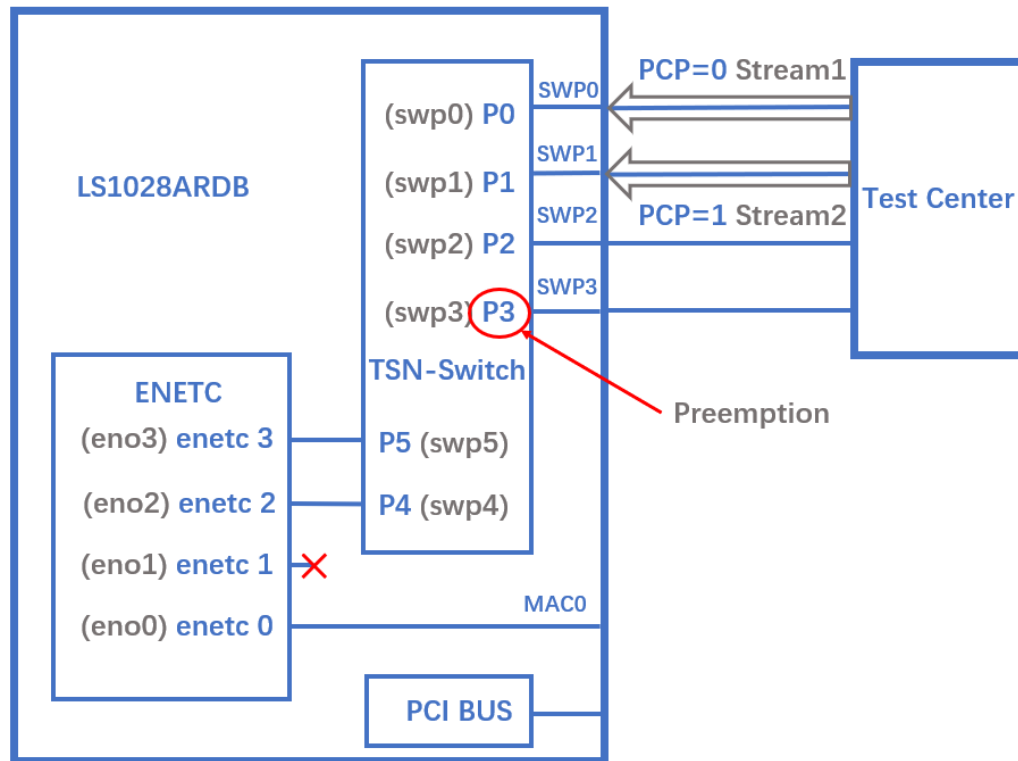 LS1028ARDB
(swp0) P0
(swp1) P1
(swp2) P2
(swp3) P3
TSN-Switch
P5 (swp5)
P4 (swp4)
SWP0
SWP1
SWP2
SWP3
PCP=0 Stream1
PCP=1 Stream2
Test Center
Preemption
ENETC
(eno3) enetc 3
(eno2) enetc 2
(eno1) enetc 1
(eno0) enetc 0
MAC0
PCI BUS